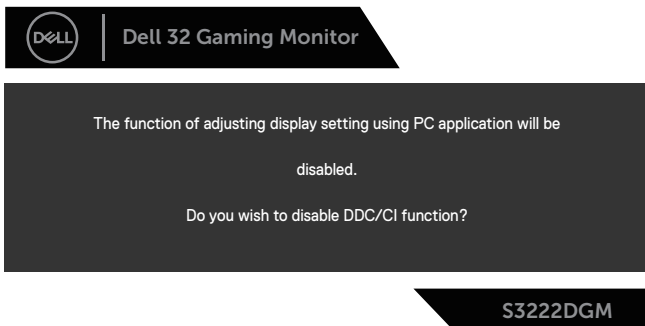 DELL
Dell 32 Gaming Monitor
The function of adjusting display setting using PC application will be
disabled.
Do you wish to disable DDC/CI function?
S3222DGM